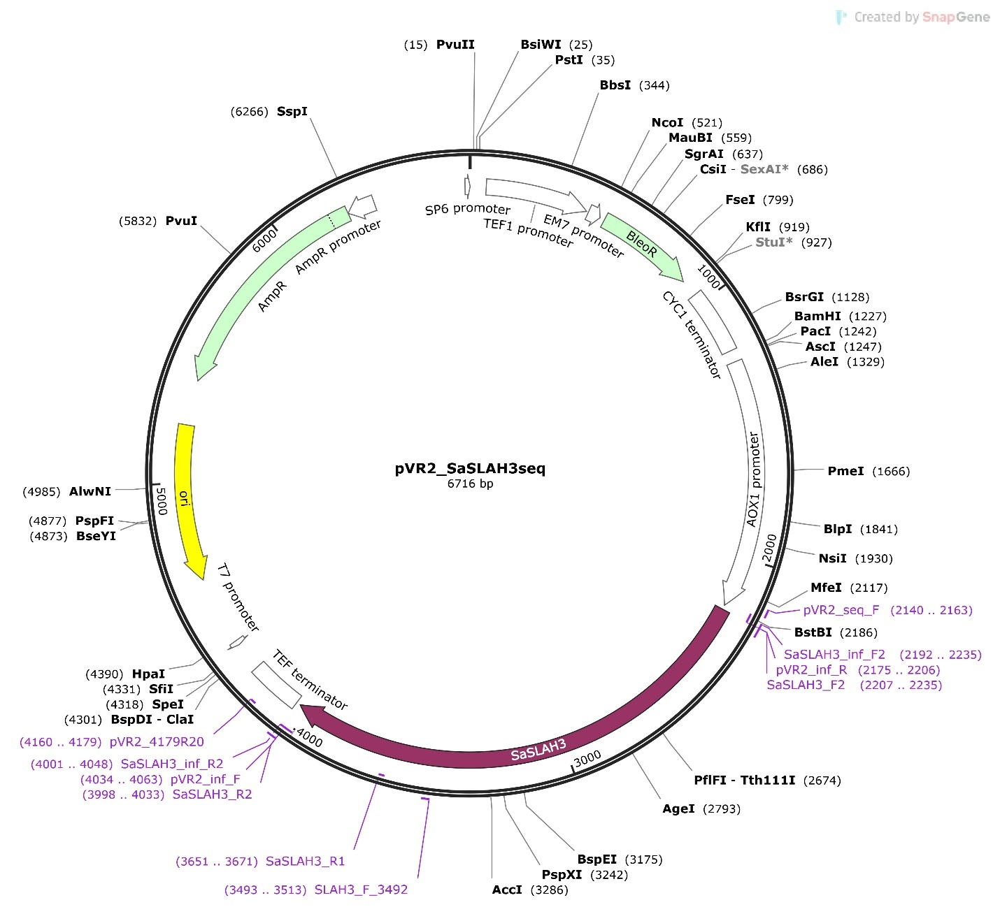 Created by SnapGene
(15) PvuII
BsiWI (25)
PstI (35)
BbsI (344)
(6266) SspI
NcoI (521)
MauBI (559)
SgrAI (637)
CsiI - SexAI* (686)
FseI (799)
(5832) PvuI
KflI (919)
StuI* (927)
SP6 promoter
TEF1 promoter
EM7 promoter
BleoR
AmpR promoter
AmpR
6000
1000
CYC1 terminator
BsrGI (1128)
BamHI (1227)
PacI (1242)
AscI (1247)
AleI (1329)
pVR2_SaSLAH3seq
6716 bp
AOX1 promoter
PmeI (1666)
(4985) AlwNI
5000
ori
(4877) PspFI
(4873) BseYI
BlpI (1841)
NsiI (1930)
2000
MfeI (2117)
pVR2_seq_F (2140 .. 2163)
BstBI (2186)
SaSLAH3_inf_F2 (2192 .. 2235)
pVR2_inf_R (2175 .. 2206)
SaSLAH3_F2 (2207 .. 2235)
T7 promoter
TEF terminator
(4390) HpaI
(4331) SfiI
(4318) SpeI
(4301) BspDI - ClaI
(4160 .. 4179) pVR2_4179R20
(4001 .. 4048) SaSLAH3_inf_R2
(4034 .. 4063) pVR2_inf_F
(3998 .. 4033) SaSLAH3_R2
4000
SaSLAH3
3000
PflFI - Tth111I (2674)
AgeI (2793)
(3651 .. 3671) SaSLAH3_R1
(3493 .. 3513) SLAH3_F_3492
BspEI (3175)
PspXI (3242)
AccI (3286)